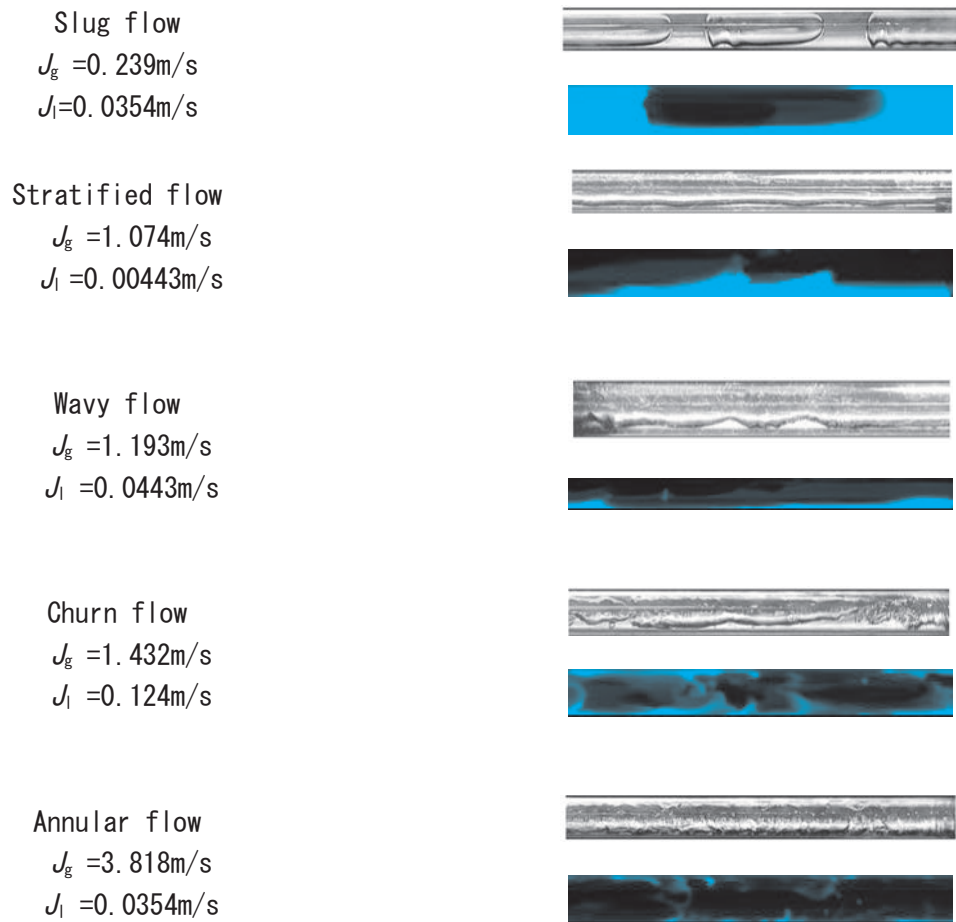 Slug flow
Jg =0.239m/s
Jl=0.0354m/s
Stratified flow
Jg =1.074m/s
Jl =0.00443m/s
Wavy flow
Jg =1.193m/s
Jl =0.0443m/s
Churn flow
Jg =1.432m/s
Jl =0.124m/s
Annular flow
Jg =3.818m/s
Jl =0.0354m/s